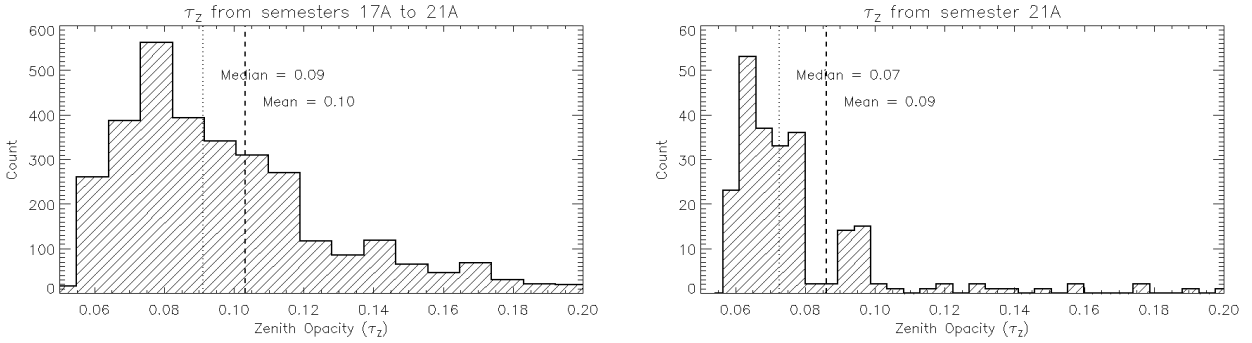 τz from semesters 17A to 21A
600
500
400
300
200
100
0
Count
Median = 0.09
Mean = 0.10
0.06 0.08 0.10 0.12 0.14 0.16 0.18 0.20
Zenith Opacity (τz)
τz from semester 21A
60
50
40
30
20
10
0
Count
Median = 0.07
Mean = 0.09
0.06 0.08 0.10 0.12 0.14 0.16 0.18 0.20
Zenith Opacity (τz)